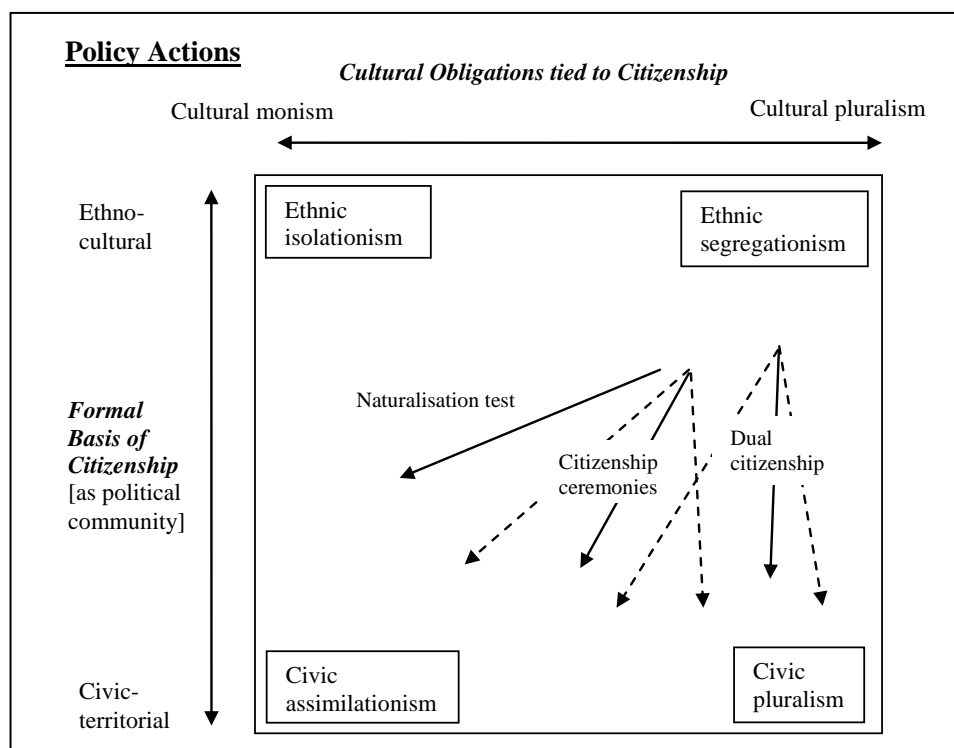 Policy Actions
Cultural Obligations tied to Citizenship
Cultural monism
Cultural pluralism
Ethno-
cultural
Ethnic
isolationism
Ethnic
segregationism
Formal
Basis of
Citizenship
[as political
community]
Naturalisation test
Citizenship
ceremonies
Dual
citizenship
Civic-
territorial
Civic
assimilationism
Civic
pluralism